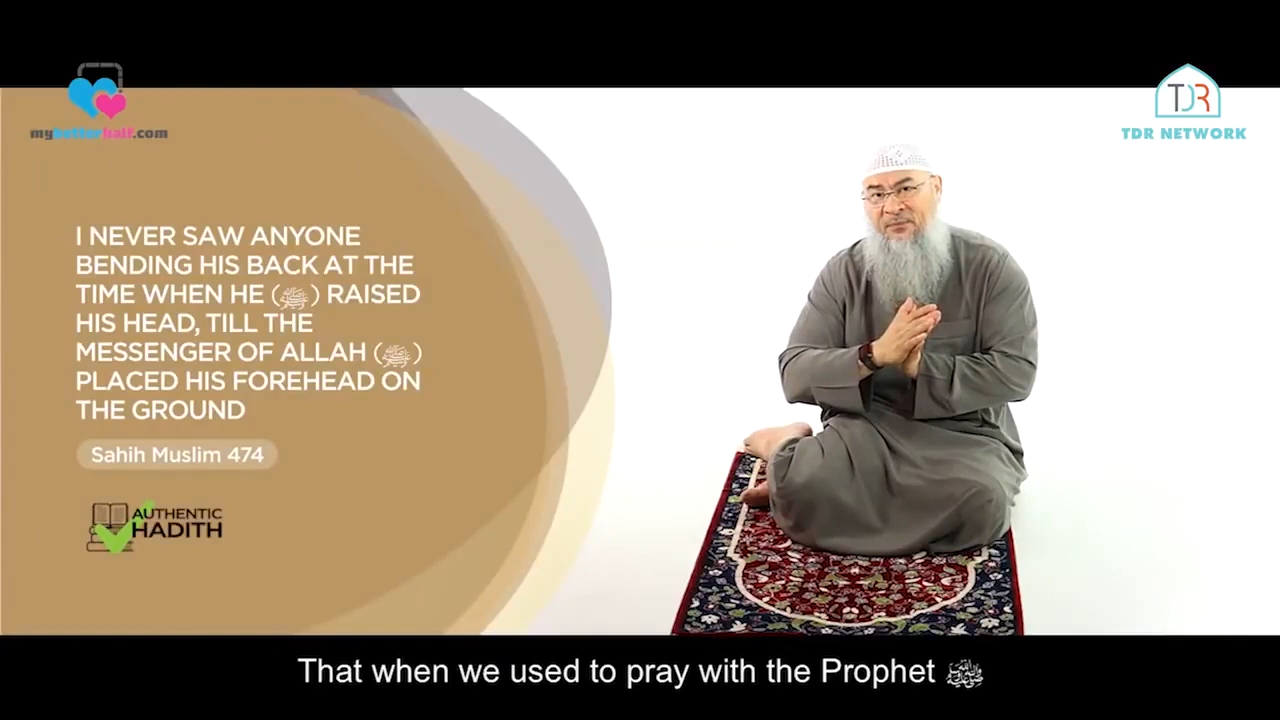 mybetterhalf.com
TDR
TDR NETWORK
I NEVER SAW ANYONE
BENDING HIS BACK AT THE
TIME WHEN HE (ﷺ) RAISED
HIS HEAD, TILL THE
MESSENGER OF ALLAH (ﷺ)
PLACED HIS FOREHEAD ON
THE GROUND
Sahih Muslim 474
AUTHENTIC
HADITH
That when we used to pray with the Prophet ﷺ